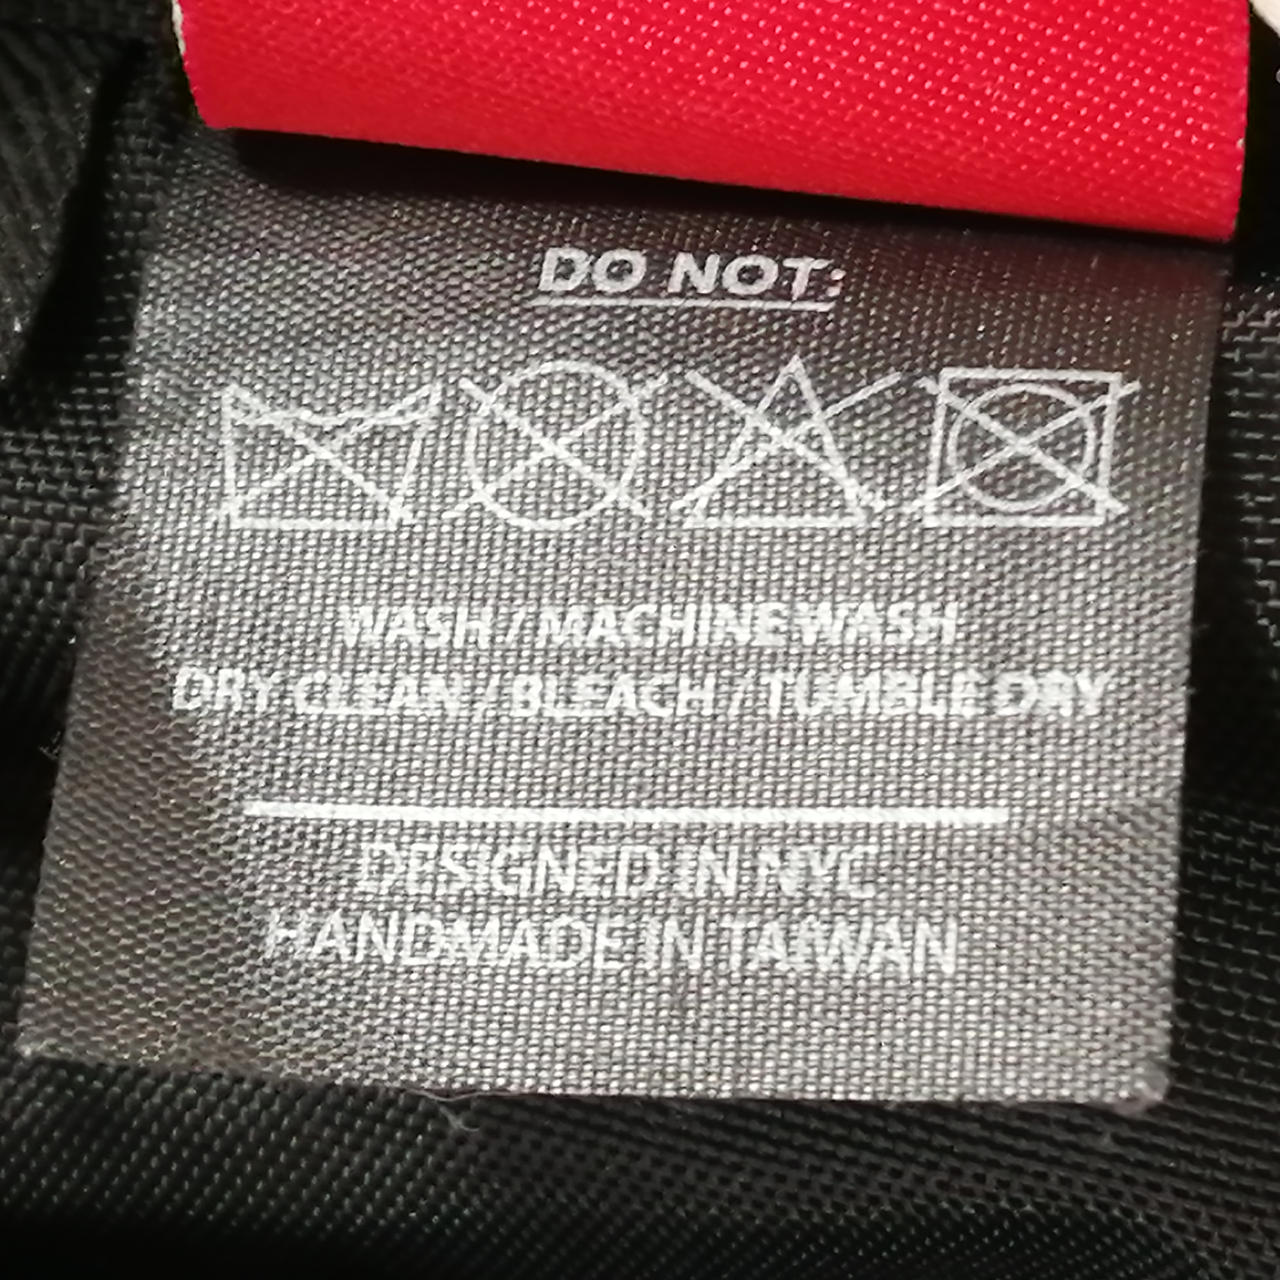 DO NOT:
WASH / MACHINE WASH
DRY CLEAN / BLEACH / TUMBLE DRY
DESIGNED IN NYC
HANDMADE IN TAIWAN